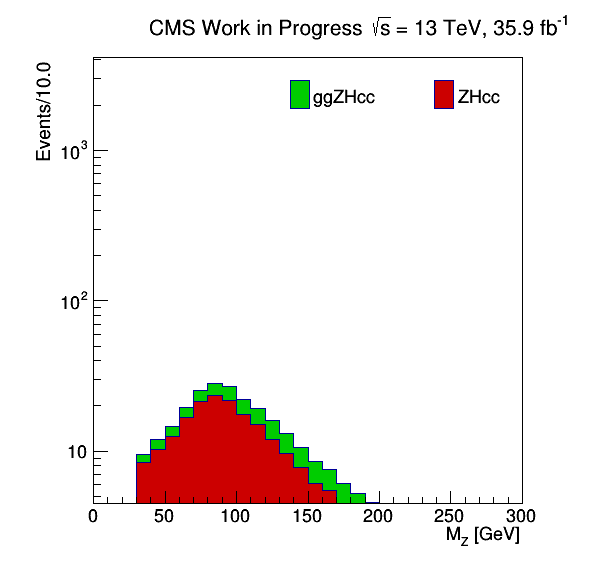 CMS Work in Progress √s = 13 TeV, 35.9 fb⁻¹
Events/10.0
ggZHcc ZHcc
10³
10²
10
0 50 100 150 200 250 300
M_Z [GeV]